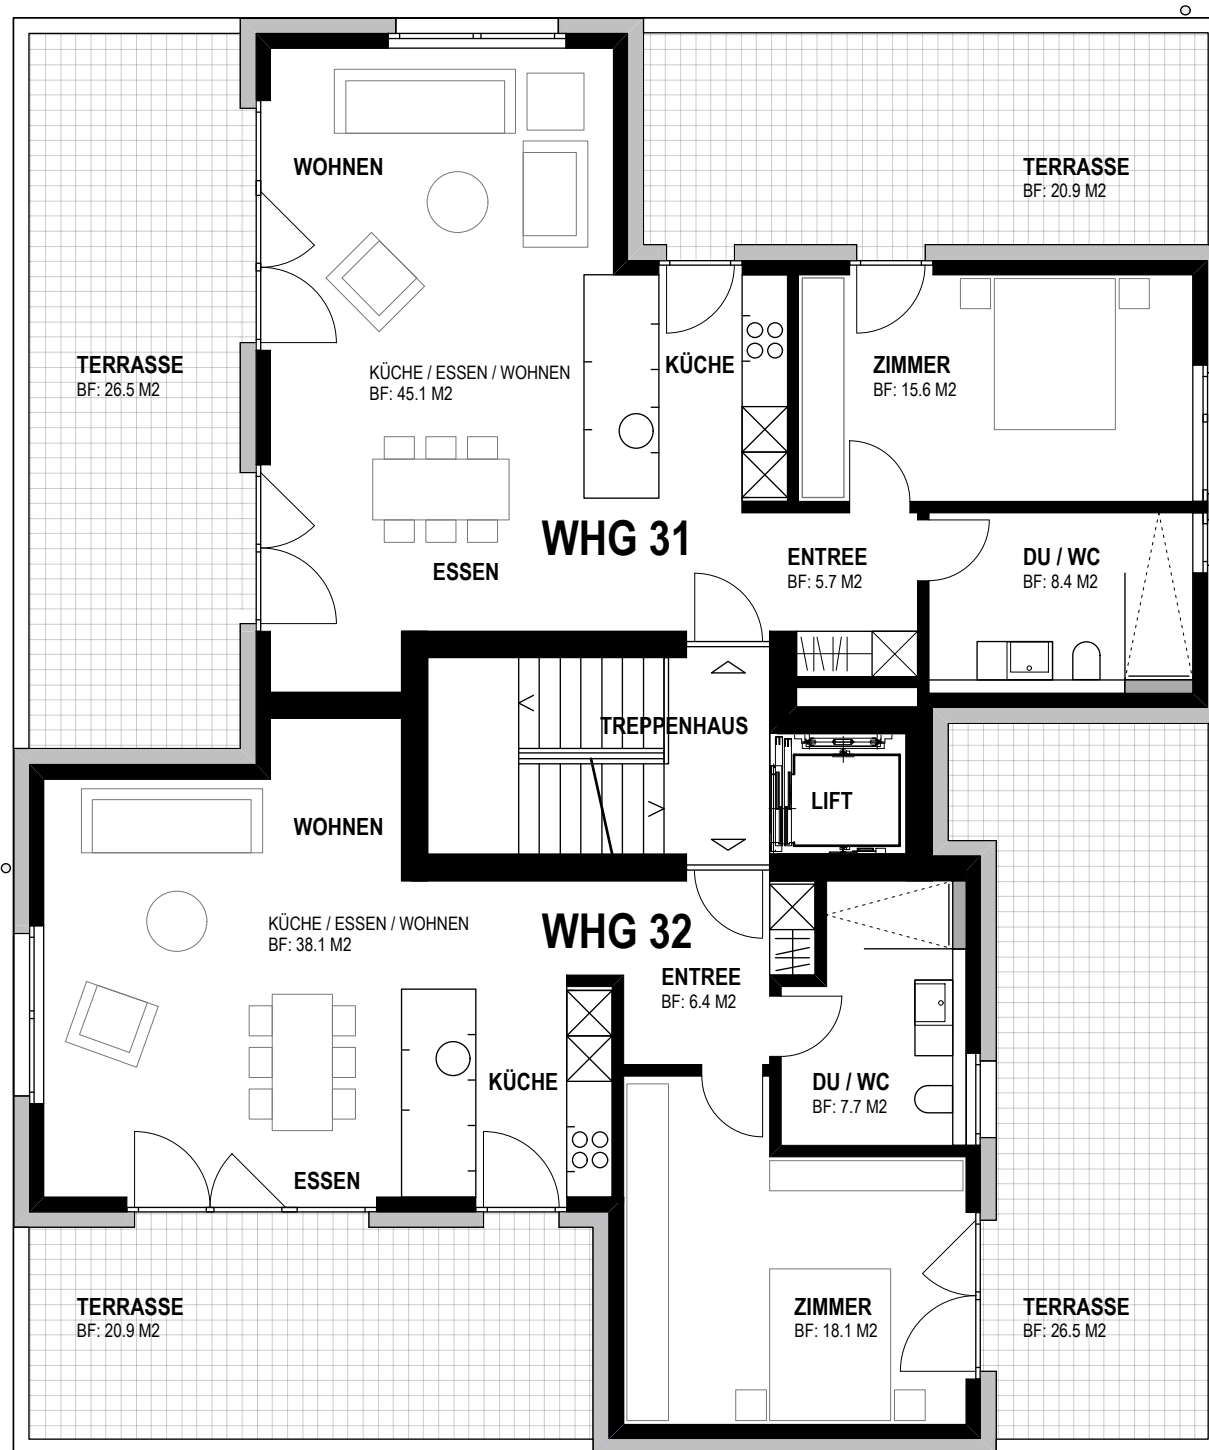 WOHNEN
TERRASSE
BF: 20.9 M2
TERRASSE
BF: 26.5 M2
KÜCHE / ESSEN / WOHNEN
BF: 45.1 M2
KÜCHE
ZIMMER
BF: 15.6 M2
WHG 31
ESSEN
ENTREE
BF: 5.7 M2
DU / WC
BF: 8.4 M2
TREPPENHAUS
LIFT
WOHNEN
KÜCHE / ESSEN / WOHNEN
BF: 38.1 M2
WHG 32
ENTREE
BF: 6.4 M2
KÜCHE
DU / WC
BF: 7.7 M2
ESSEN
TERRASSE
BF: 20.9 M2
ZIMMER
BF: 18.1 M2
TERRASSE
BF: 26.5 M2